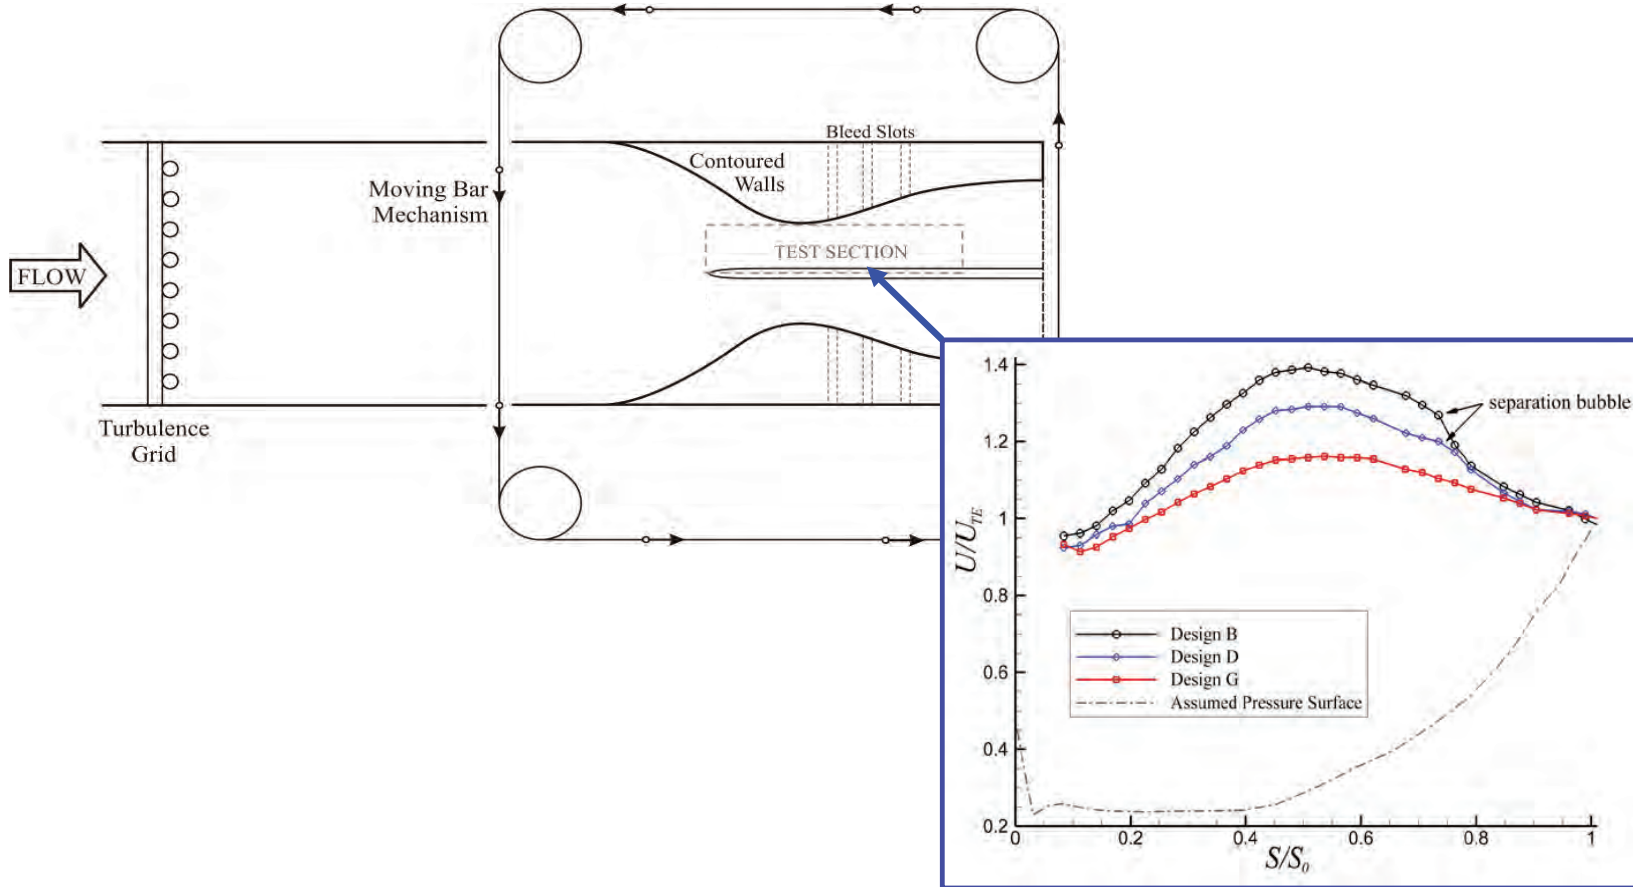 Bleed Slots
Contoured
Walls
Moving Bar
Mechanism
TEST SECTION
FLOW
Turbulence
Grid
1.4
separation bubble
1.2
1
U/U_TE
0.8
Design B
Design D
0.6
Design G
Assumed Pressure Surface
0.4
0.2
0 0.2 0.4 0.6 0.8 1
S/S_0